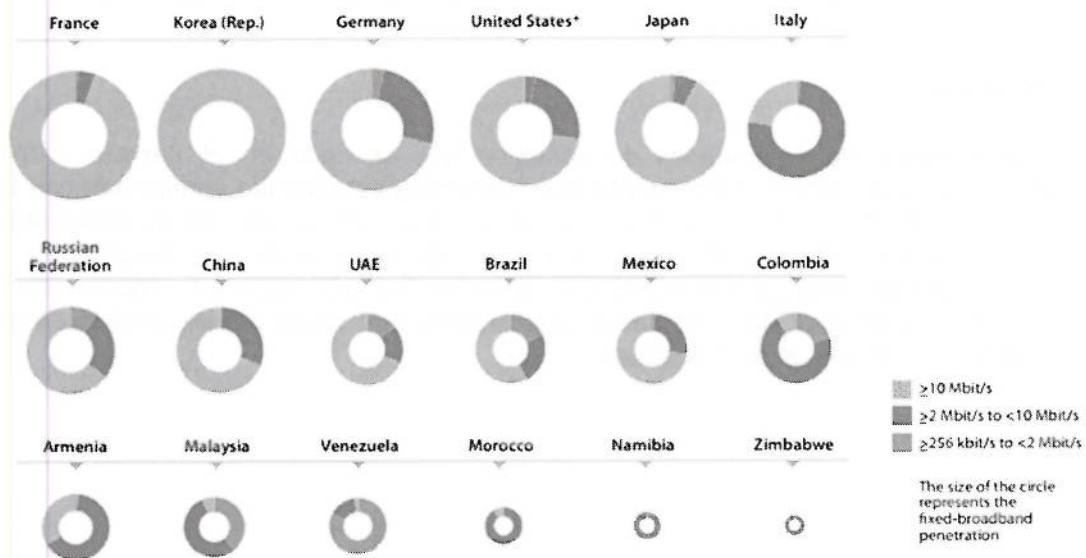 France Korea (Rep.) Germany United States+ Japan Italy
Russian
Federation China UAE Brazil Mexico Colombia
Armenia Malaysia Venezuela Morocco Namibia Zimbabwe
≥10 Mbit/s
≥2 Mbit/s to <10 Mbit/s
≥256 kbit/s to <2 Mbit/s
The size of the circle
represents the
fixed-broadband
penetration